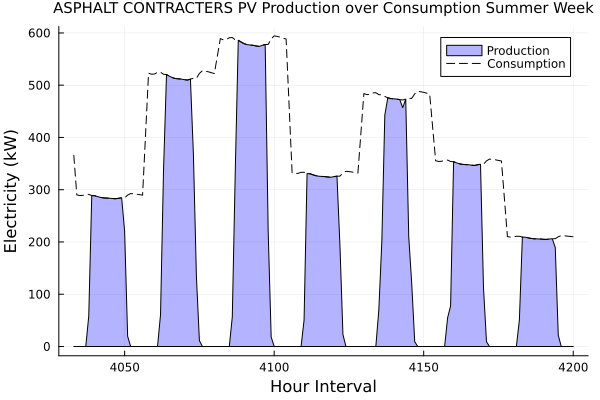 ASPHALT CONTRACTERS PV Production over Consumption Summer Week
Production
Consumption
Electricity (kW)
600
500
400
300
200
100
0
4050
4100
4150
4200
Hour Interval